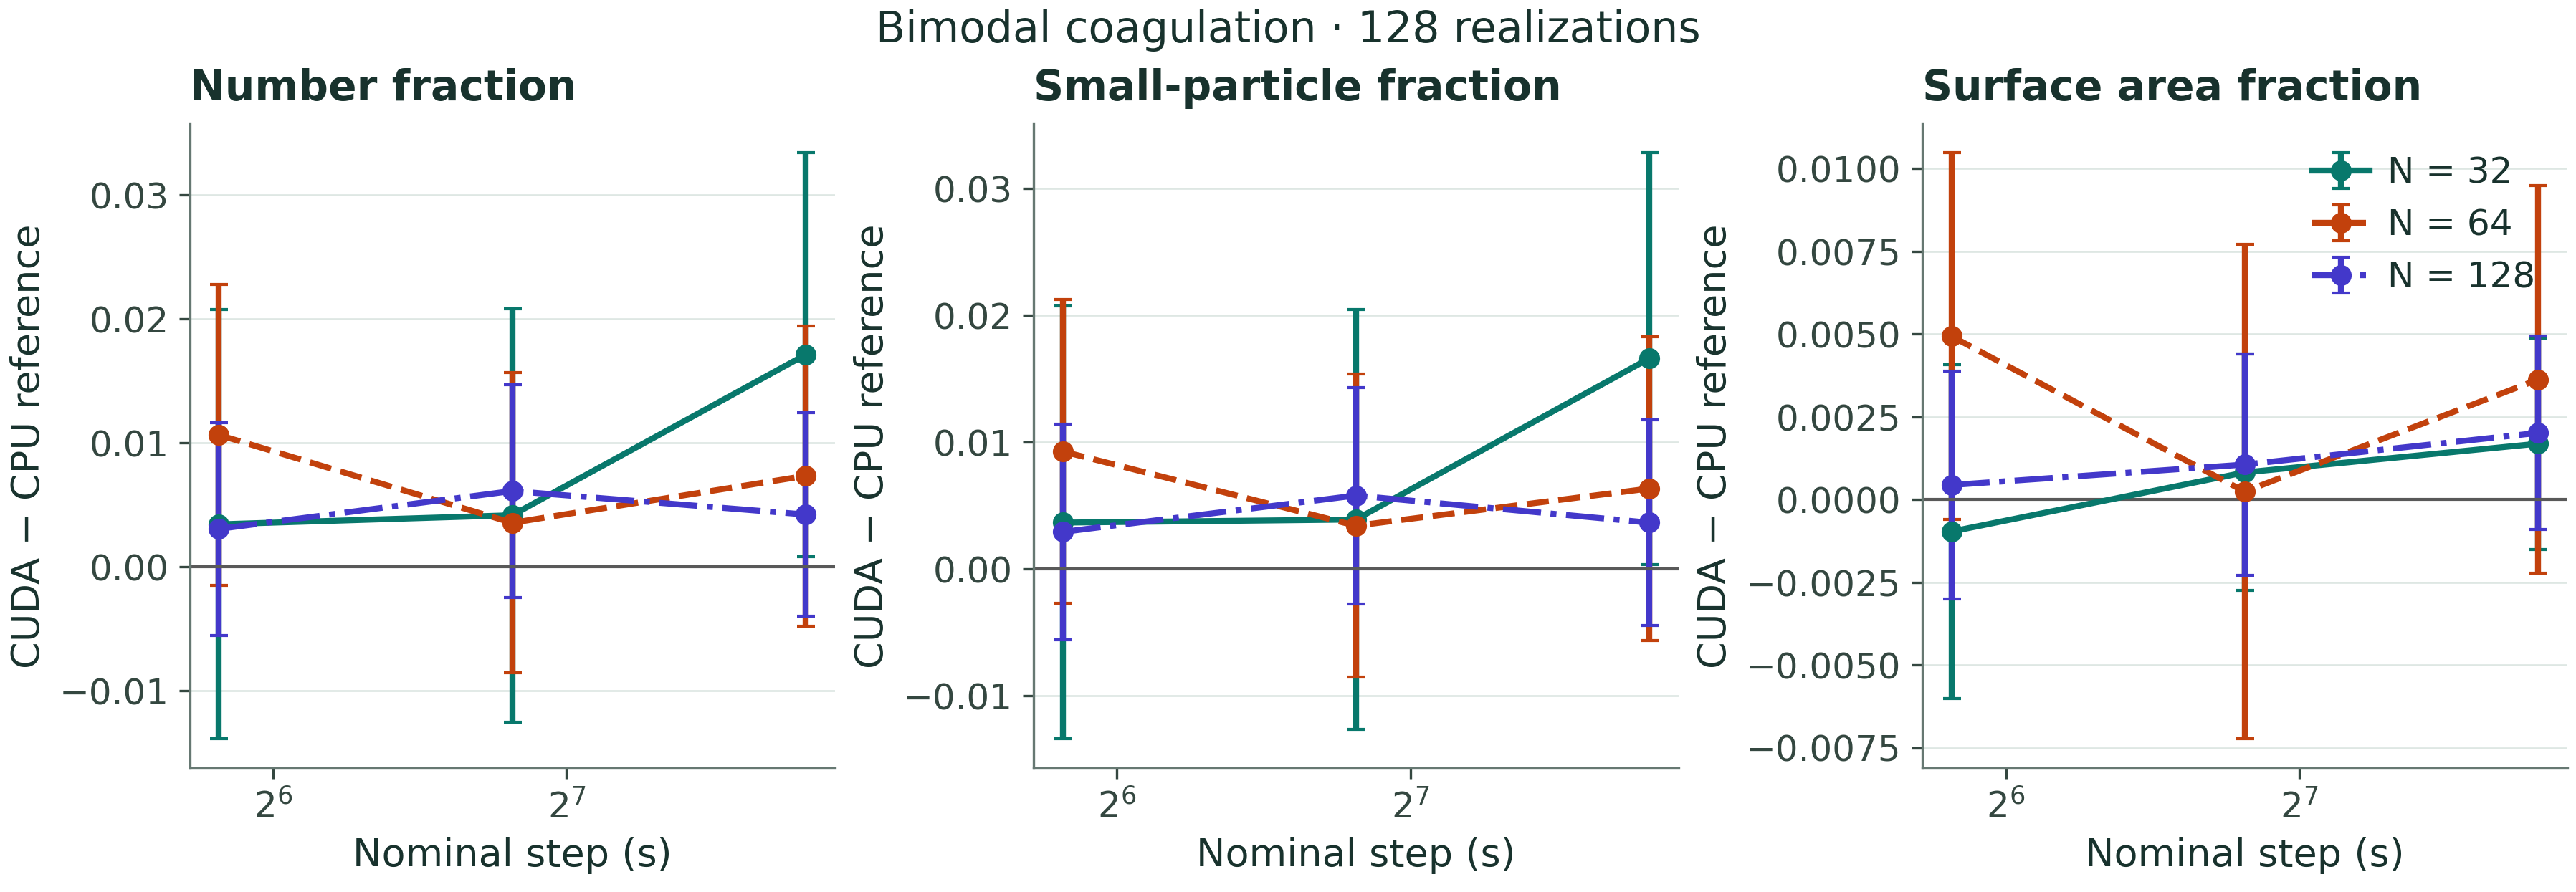 Bimodal coagulation · 128 realizations
Number fraction
CUDA − CPU reference
0.03
0.02
0.01
0.00
−0.01
2⁶
2⁷
Nominal step (s)
Small-particle fraction
CUDA − CPU reference
0.03
0.02
0.01
0.00
−0.01
2⁶
2⁷
Nominal step (s)
Surface area fraction
CUDA − CPU reference
0.0100
0.0075
0.0050
0.0025
0.0000
−0.0025
−0.0050
−0.0075
N = 32
N = 64
N = 128
2⁶
2⁷
Nominal step (s)